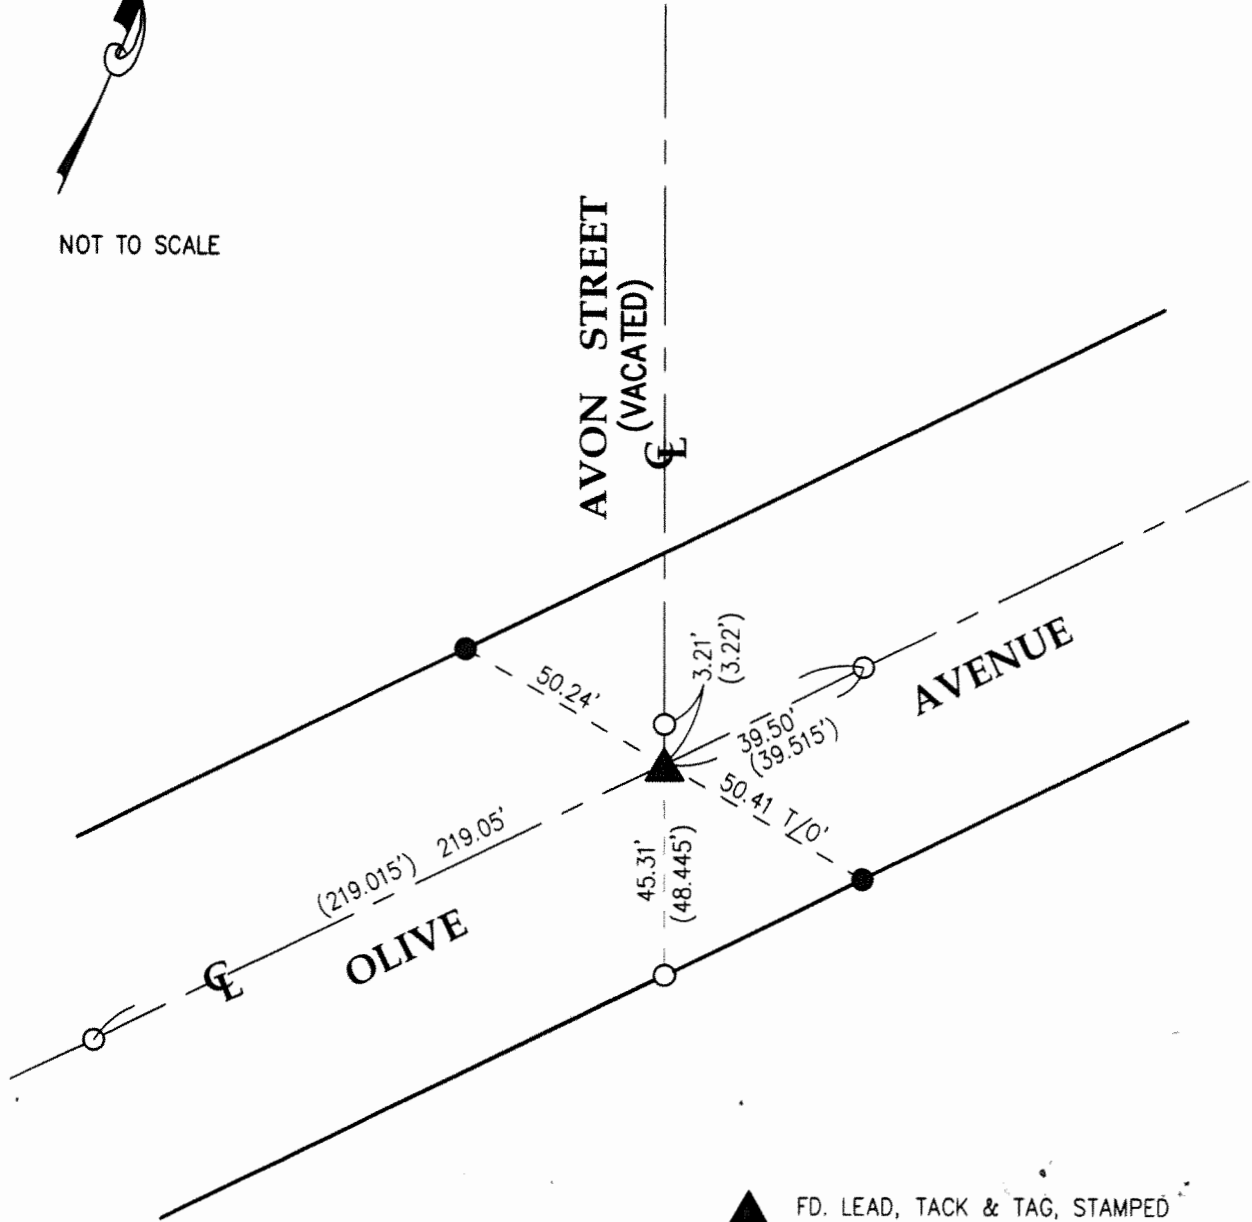 NOT TO SCALE
AVON STREET
(VACATED)
℄
3.21'
(3.22')
50.24'
39.50'
(39.515')
AVENUE
50.41 T/O'
(219.015') 219.05'
45.31'
(48.445')
OLIVE
℄
FD. LEAD, TACK & TAG, STAMPED